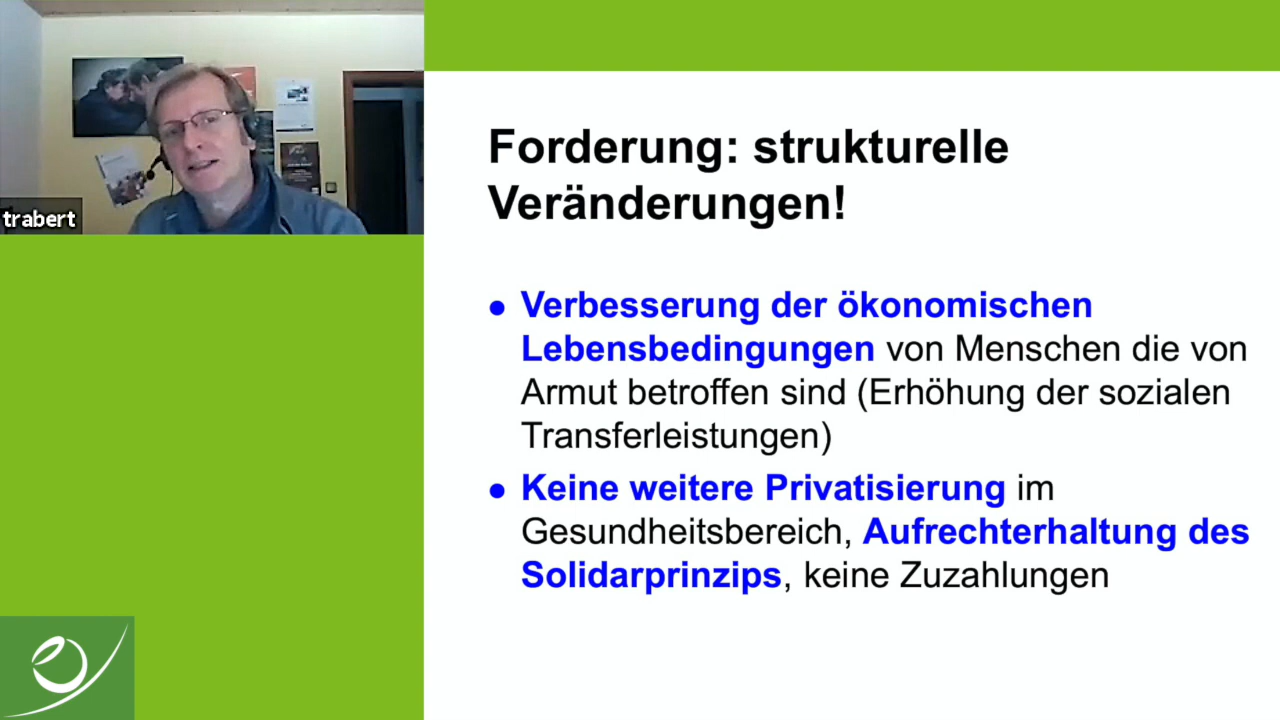 trabert
Forderung: strukturelle
Veränderungen!
● Verbesserung der ökonomischen
Lebensbedingungen von Menschen die von
Armut betroffen sind (Erhöhung der sozialen
Transferleistungen)
● Keine weitere Privatisierung im
Gesundheitsbereich, Aufrechterhaltung des
Solidarprinzips, keine Zuzahlungen